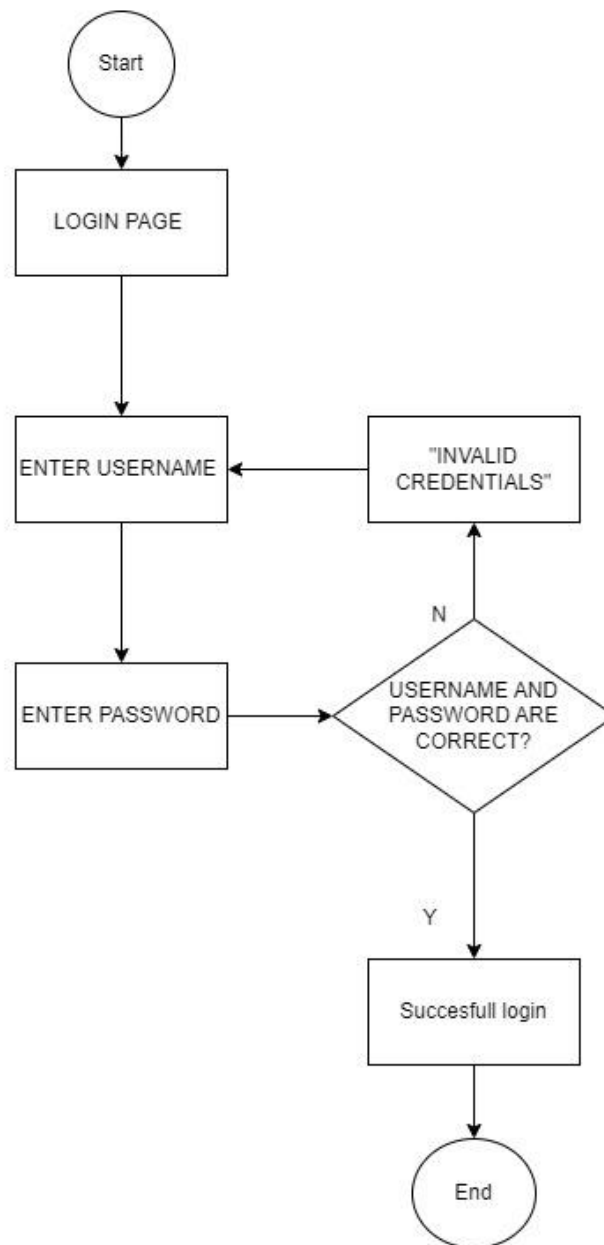 Start
LOGIN PAGE
ENTER USERNAME
"INVALID
CREDENTIALS"
N
ENTER PASSWORD
USERNAME AND
PASSWORD ARE
CORRECT?
Y
Succesfull login
End